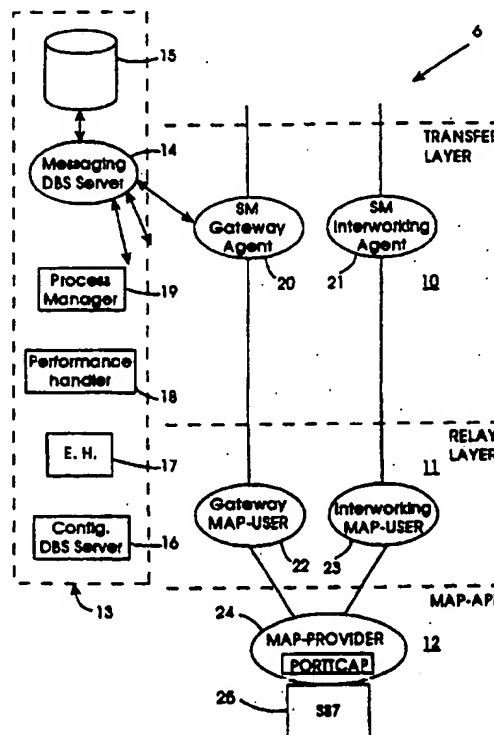 15
6
TRANSFER
LAYER
Messaging
DBS Server
14
SM
Gateway
Agent
20
SM
Interworking
Agent
21
10
Process
Manager
19
Performance
handler
18
RELAY
LAYER
11
E. H.
17
Gateway
MAP-USER
22
Interworking
MAP-USER
23
Config.
DBS Server
16
13
MAP-API
24
MAP-PROVIDER
12
PORTTCAP
25
SS7